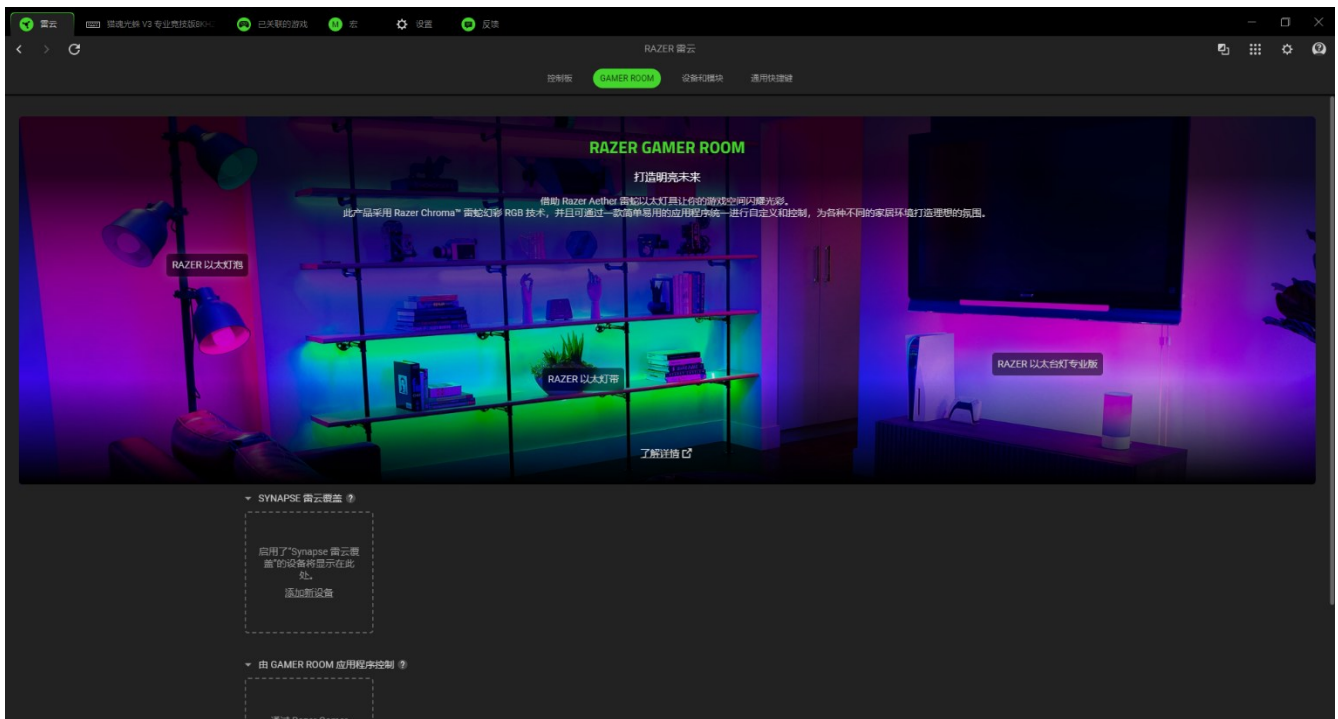 雷云
猎魂光蛛 V3 专业竞技版8KHZ
已关联的游戏
M
宏
设置
反馈
RAZER 雷云
控制板
GAMER ROOM
设备和模块
通用快捷键
RAZER GAMER ROOM
打造明亮未来
借助 Razer Aether 雷蛇以太灯具让你的游戏空间闪耀光彩。
此产品采用 Razer Chroma™ 雷蛇幻彩 RGB 技术，并且可通过一款简单易用的应用程序统一进行自定义和控制，为各种不同的家居环境打造理想的氛围。
RAZER 以太灯泡
RAZER 以太灯带
RAZER 以太台灯专业版
了解详情
SYNAPSE 雷云覆盖 ?
启用了“Synapse 雷云覆
盖”的设备将显示在此
处。
添加新设备
由 GAMER ROOM 应用程序控制 ?